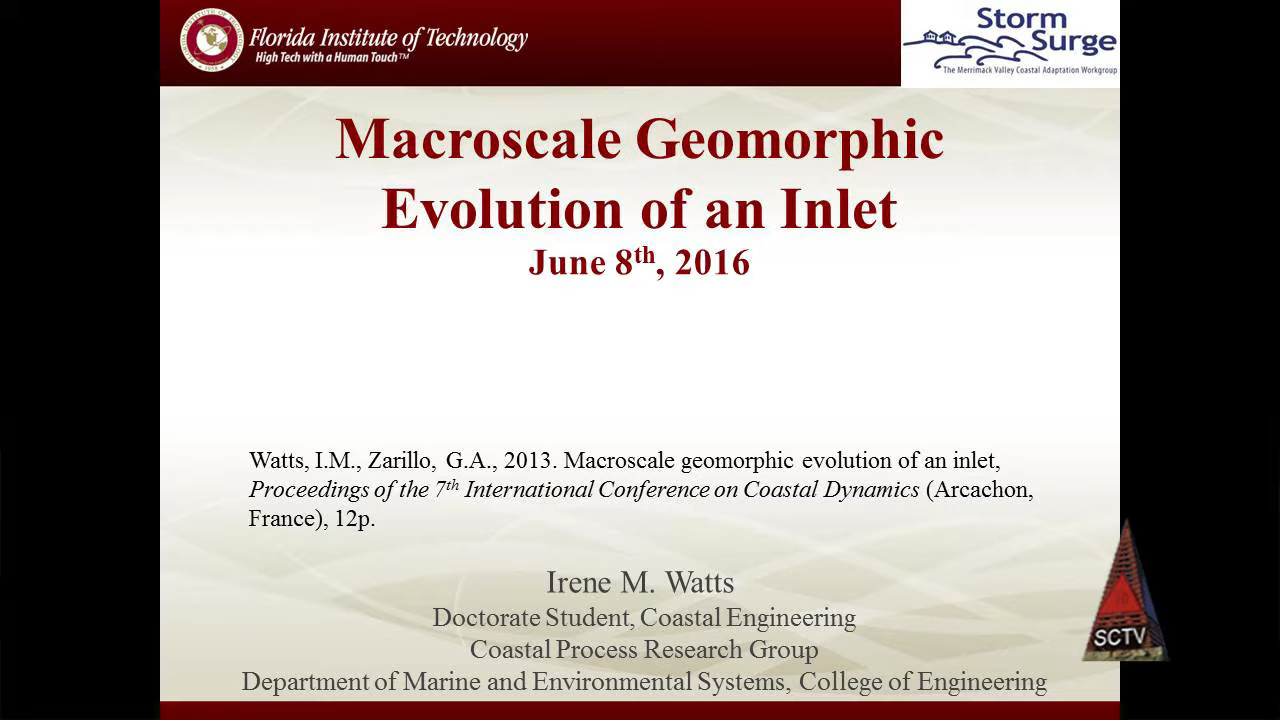 Florida Institute of Technology
High Tech with a Human Touch™
Storm
Surge
The Merrimack Valley Coastal Adaptation Workgroup
Macroscale Geomorphic
Evolution of an Inlet
June 8th, 2016
Watts, I.M., Zarillo, G.A., 2013. Macroscale geomorphic evolution of an inlet,
Proceedings of the 7th International Conference on Coastal Dynamics (Arcachon,
France), 12p.
Irene M. Watts
Doctorate Student, Coastal Engineering
Coastal Process Research Group
Department of Marine and Environmental Systems, College of Engineering
SCTV